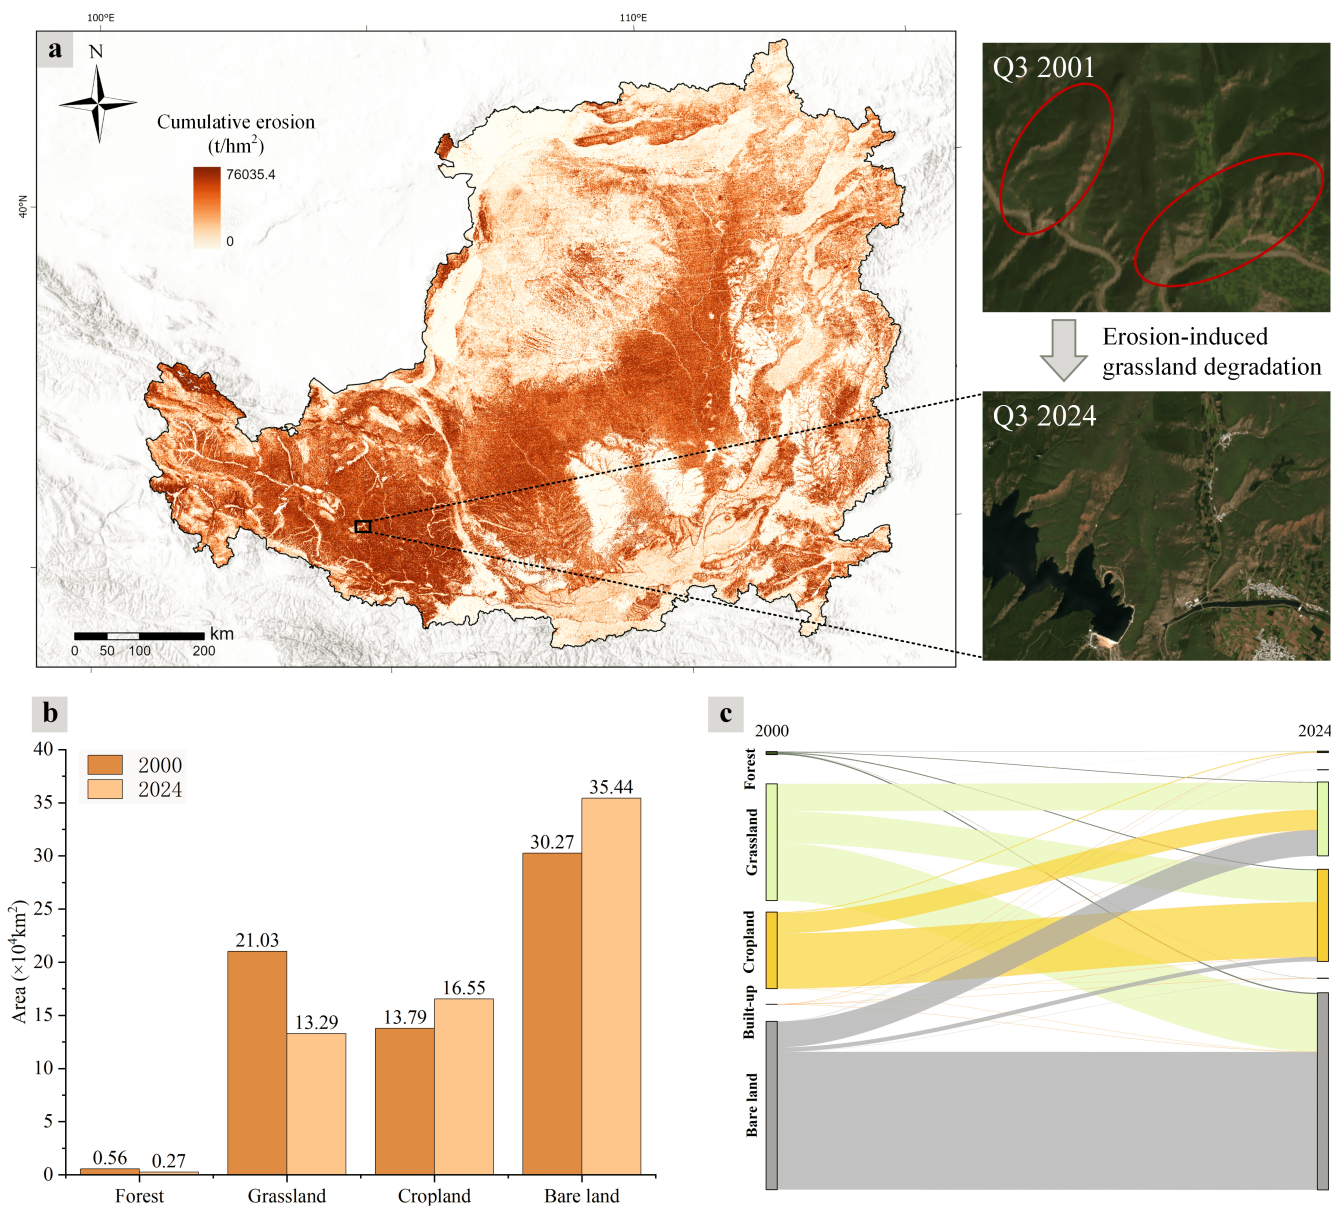 100°E
110°E
a
N
Cumulative erosion
(t/hm²)
76035.4
0
40°N
km
0 50 100 200
Q3 2001
Erosion-induced
grassland degradation
Q3 2024
b
2000
2024
Area (×10⁴km²)
40
35
30
25
20
15
10
5
0
0.56
0.27
21.03
13.29
13.79
16.55
30.27
35.44
Forest
Grassland
Cropland
Bare land
c
2000
2024
Forest
Grassland
Cropland
Built-up
Bare land